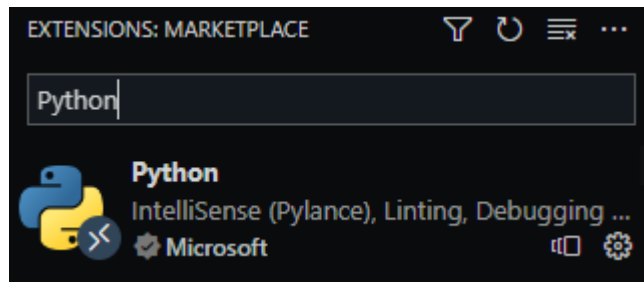 EXTENSIONS: MARKETPLACE
Python
Python
IntelliSense (Pylance), Linting, Debugging ...
Microsoft